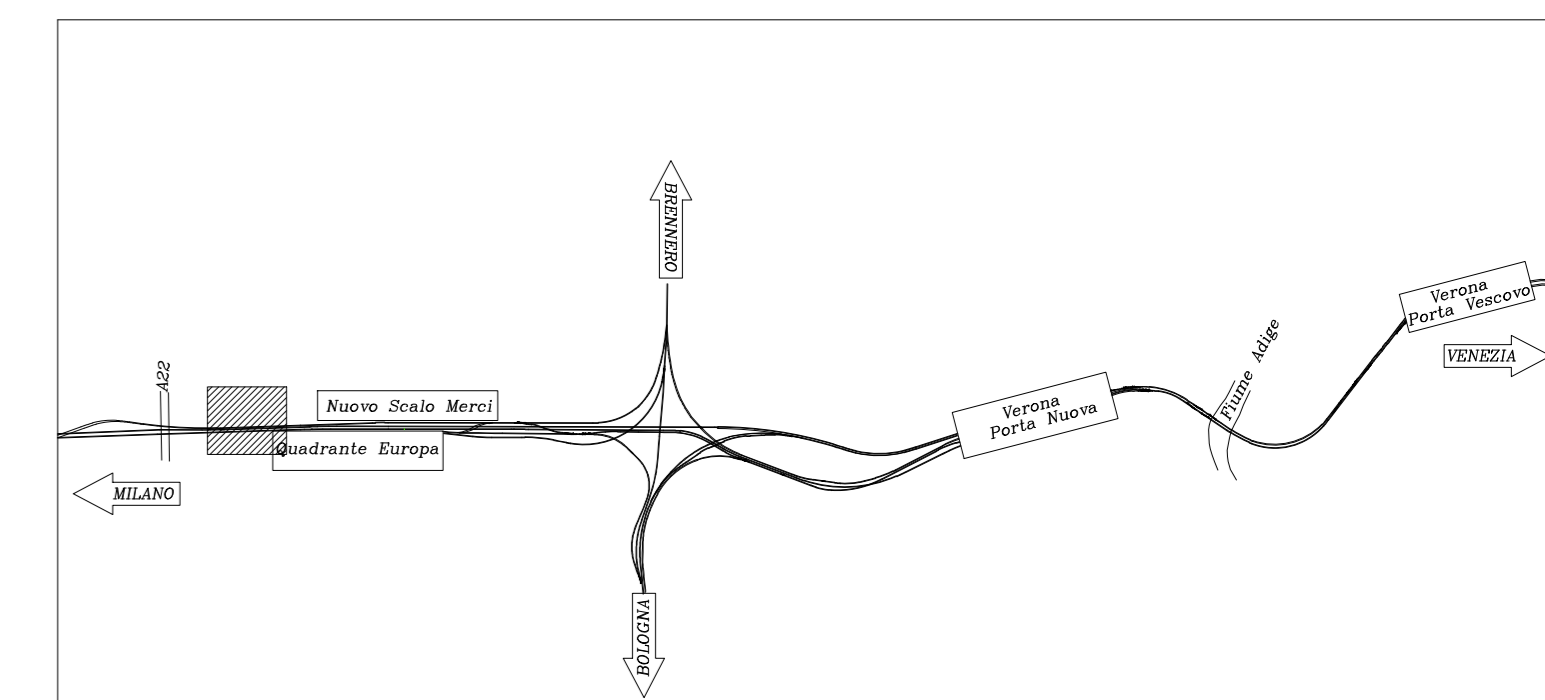 BRENNERO
Verona
Porta Vescovo
VENEZIA
Fiume Adige
A22
Nuovo Scalo Merci
Verona
Porta Nuova
Quadrante Europa
MILANO
BOLOGNA